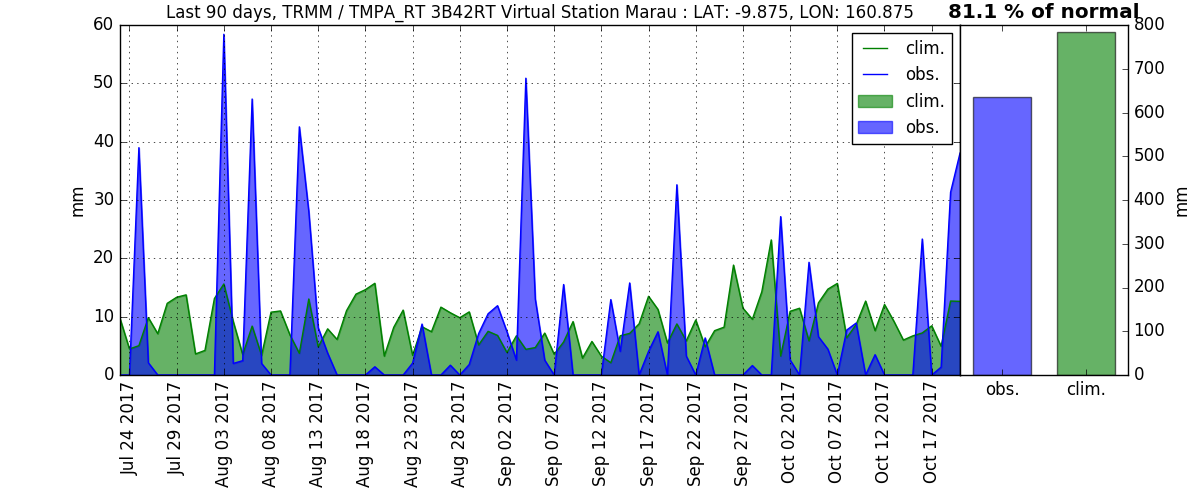 Last 90 days, TRMM / TMPA_RT 3B42RT Virtual Station Marau : LAT: -9.875, LON: 160.875
81.1 % of normal
60
50
40
30
20
10
0
mm
clim.
obs.
clim.
obs.
800
700
600
500
400
300
200
100
0
mm
Jul 24 2017
Jul 29 2017
Aug 03 2017
Aug 08 2017
Aug 13 2017
Aug 18 2017
Aug 23 2017
Aug 28 2017
Sep 02 2017
Sep 07 2017
Sep 12 2017
Sep 17 2017
Sep 22 2017
Sep 27 2017
Oct 02 2017
Oct 07 2017
Oct 12 2017
Oct 17 2017
obs.
clim.